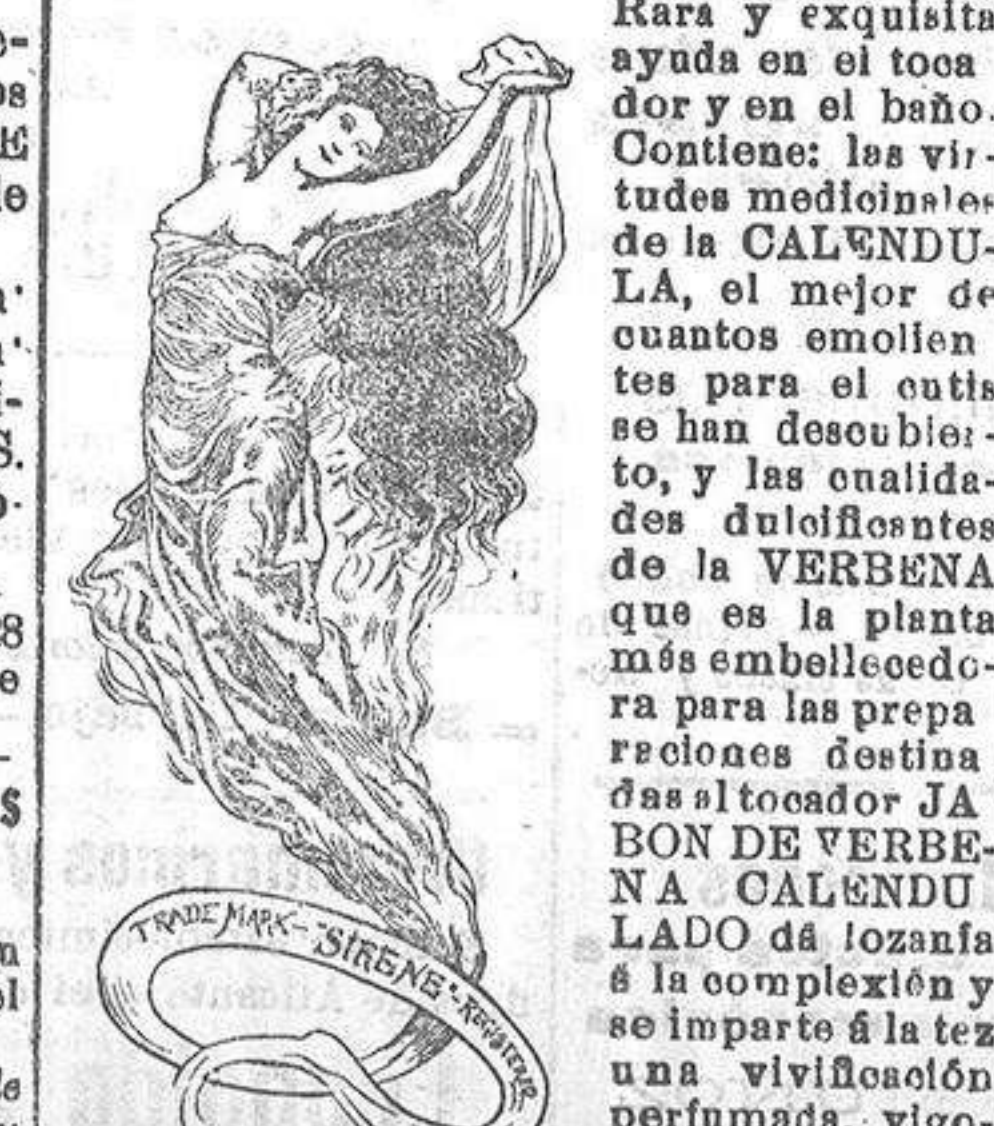 TRADE MARK - "SIRENE" - REGISTERED
Rara y exquisita
ayuda en el toca
dor y en el baño.
Contiene: las vir-
tudes medicinales
de la CALENDU-
LA, el mejor de
cuantos emolien
tes para el cutis
se han descubier-
to, y las cualida-
des dulcificantes
de la VERBENA
que es la planta
más embellecedo-
ra para las prepa
raciones destina
das al tocador JA
BON DE VERBE-
NA CALENDU
LADO dá lozanía
á la complexión y
se imparte á la tez
una vivificación
perfumada, vigo-